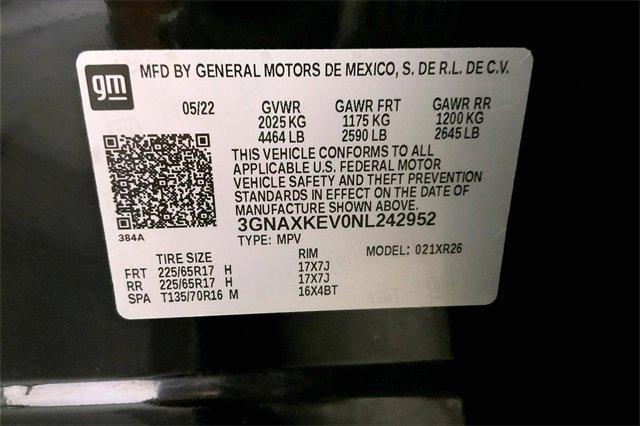 gm
MFD BY GENERAL MOTORS DE MEXICO, S. DE R.L. DE C.V.
05/22 GVWR GAWR FRT GAWR RR
2025 KG 1175 KG 1200 KG
4464 LB 2590 LB 2645 LB
THIS VEHICLE CONFORMS TO ALL
APPLICABLE U.S. FEDERAL MOTOR
VEHICLE SAFETY AND THEFT PREVENTION
STANDARDS IN EFFECT ON THE DATE OF
MANUFACTURE SHOWN ABOVE.
3GNAXKEV0NL242952
384A TYPE: MPV MODEL: 021XR26
TIRE SIZE RIM
FRT 225/65R17 H 17X7J
RR 225/65R17 H 17X7J
SPA T135/70R16 M 16X4BT